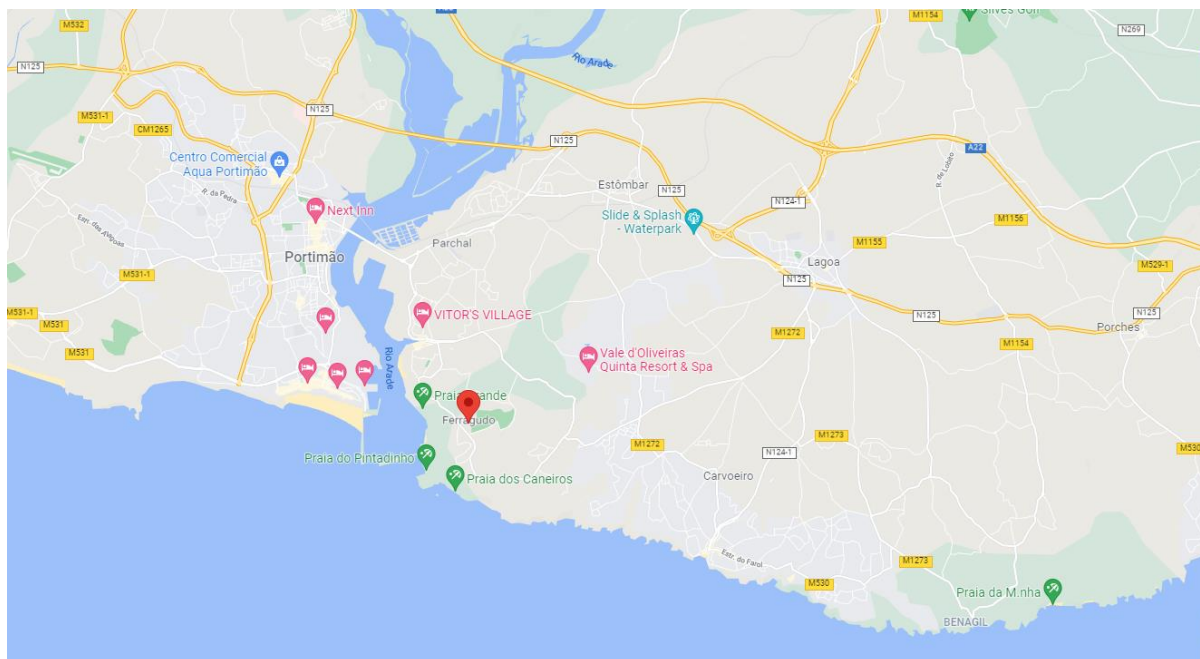 M532
M1154
Silves Golf
N269
N125
Rio Arade
M531-1
N125
CM1265
N125
A22
Centro Comercial
Aqua Portimão
R. da Pedre
Estômbar
N125
R. de Lobito
N124-1
Next Inn
Slide & Splash
- Waterpark
M1156
Parchal
M1155
Portimão
Lagoa
M529-1
M531-1
N125
M531-1
VITOR'S VILLAGE
N125
N125
M531
M1272
Porches
M531
Rio Arade
Vale d'Oliveiras
Quinta Resort & Spa
M1154
Ferragudo
M1273
M1272
N124-1
M530
Praia do Pintadinho
Praia dos Caneiros
Carvoeiro
Estr. do Farol
M1273
M530
Praia da M.nha
BENAGIL